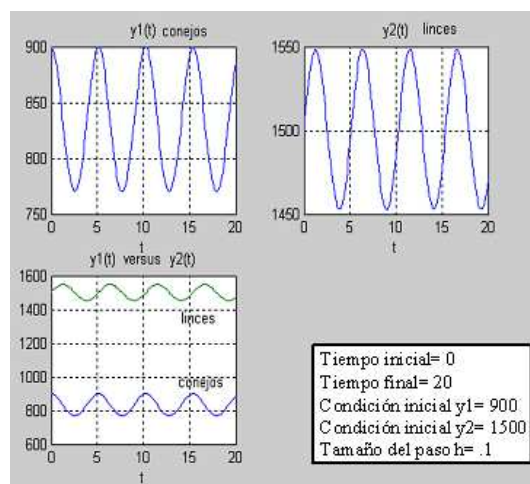 y1(t) conejos
900
850
800
750
0 5 10 15 20
t
y2(t) linces
1550
1500
1450
0 5 10 15 20
t
y1(t) versus y2(t)
1600
1400
1200
1000
800
600
linces
conejos
0 5 10 15 20
t
Tiempo inicial= 0
Tiempo final= 20
Condición inicial y1= 900
Condición inicial y2= 1500
Tamaño del paso h= .1